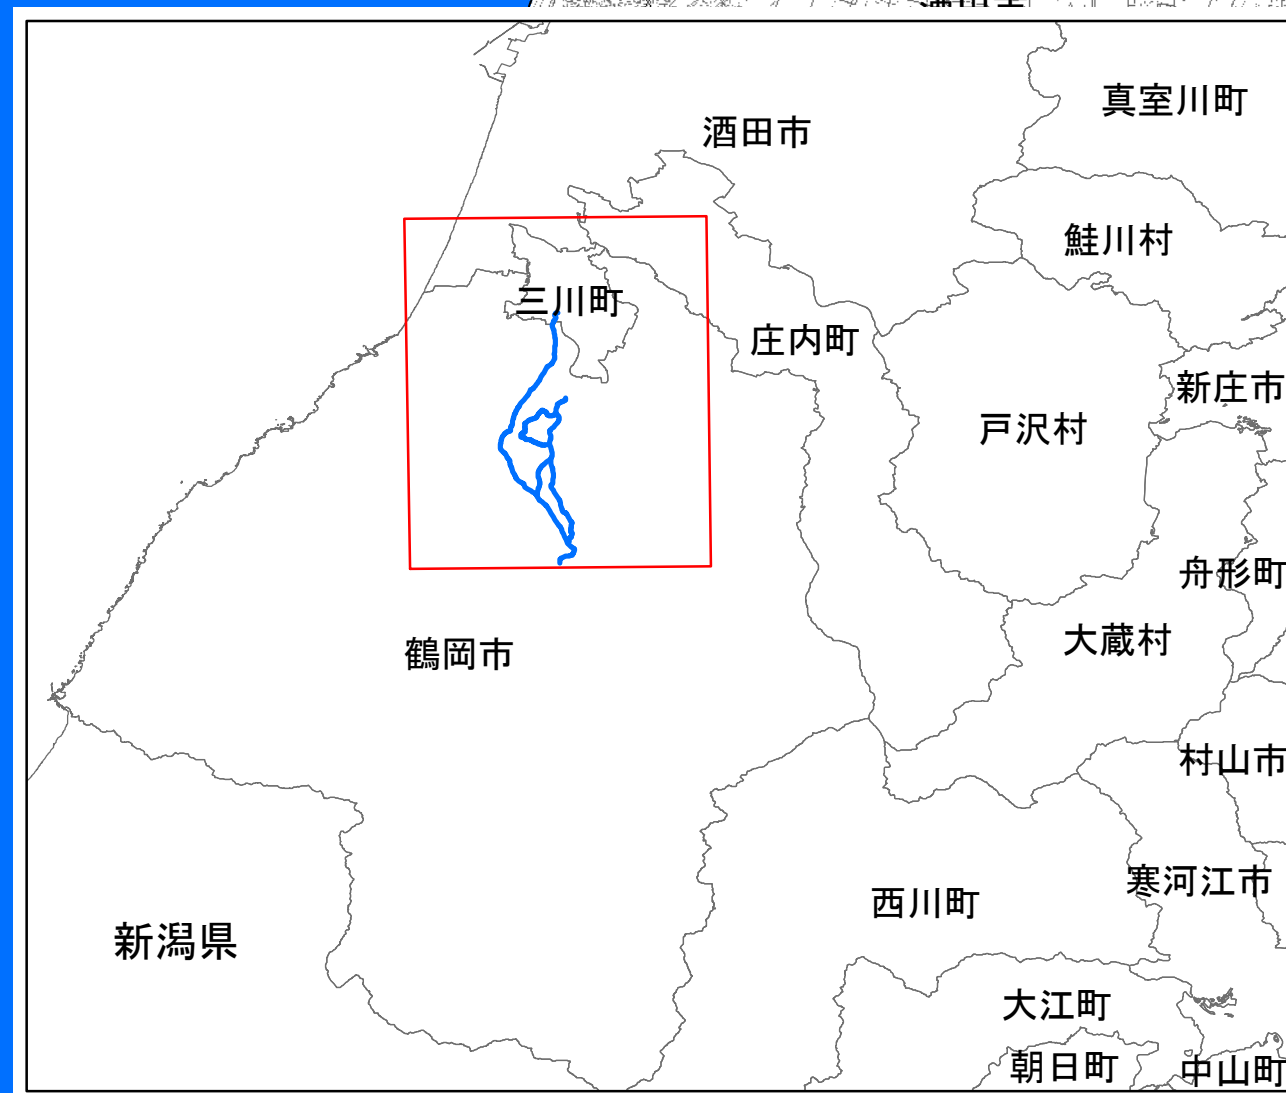 真室川町
酒田市
鮭川村
三川町
庄内町
新庄市
戸沢村
舟形町
大蔵村
鶴岡市
村山市
寒河江市
西川町
新潟県
大江町
朝日町
中山町